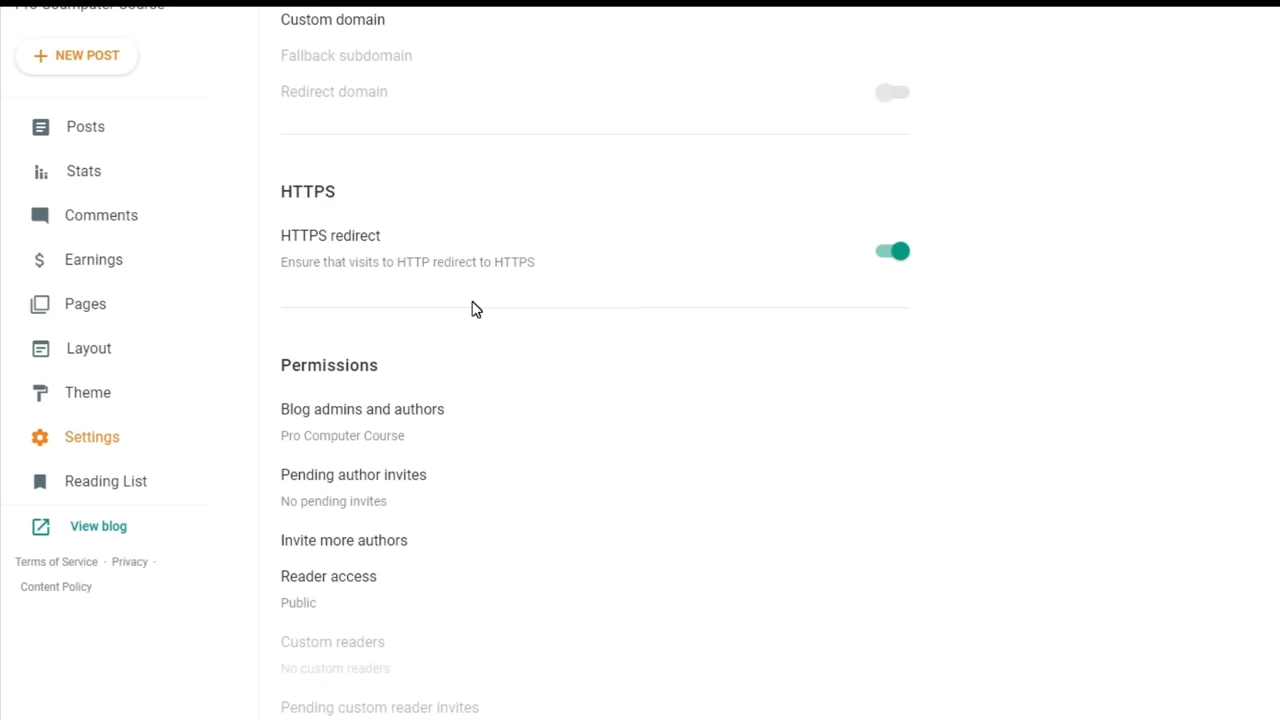 NEW POST
Posts
Stats
Comments
Earnings
Pages
Layout
Theme
Settings
Reading List
View blog
Terms of Service · Privacy ·
Content Policy
Custom domain
Fallback subdomain
Redirect domain
HTTPS
HTTPS redirect
Ensure that visits to HTTP redirect to HTTPS
Permissions
Blog admins and authors
Pro Computer Course
Pending author invites
No pending invites
Invite more authors
Reader access
Public
Custom readers
No custom readers
Pending custom reader invites